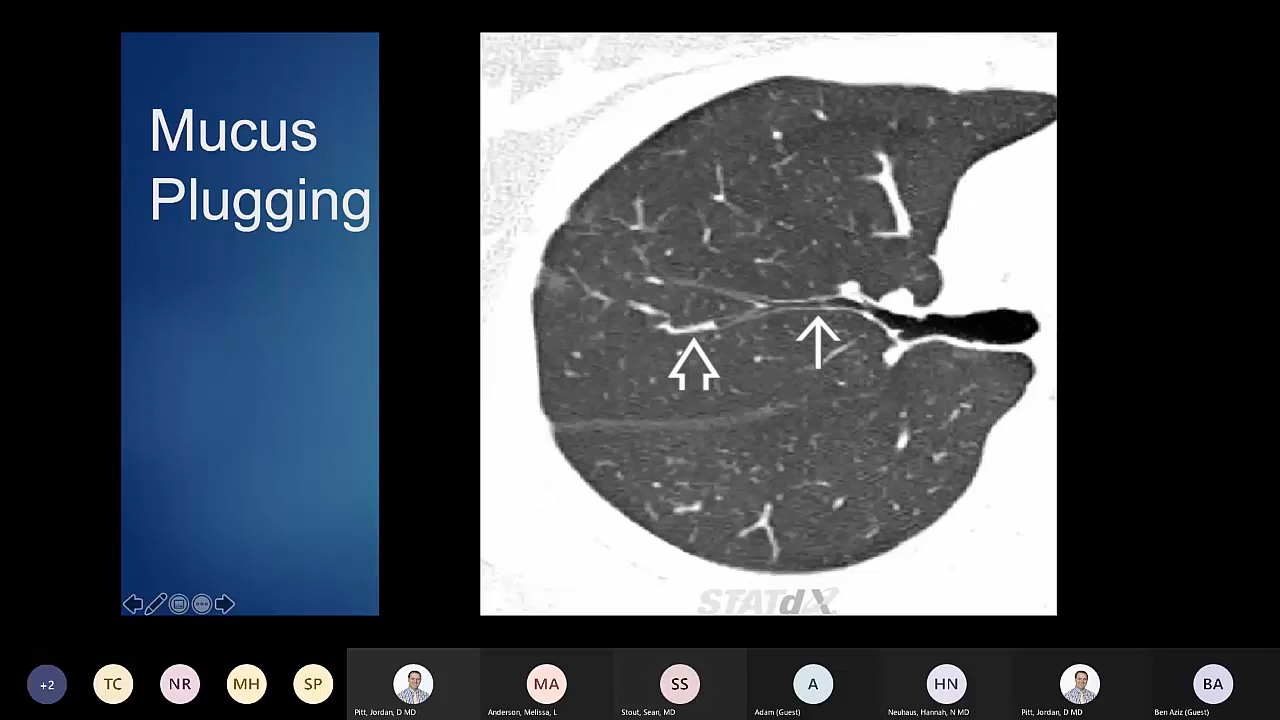 Mucus
Plugging
STATdX
+2
TC
NR
MH
SP
MA
SS
A
HN
BA
Pitt, Jordan, D MD
Anderson, Melissa, L
Stout, Sean, MD
Adam (Guest)
Neuhaus, Hannah, N MD
Pitt, Jordan, D MD
Ben Aziz (Guest)